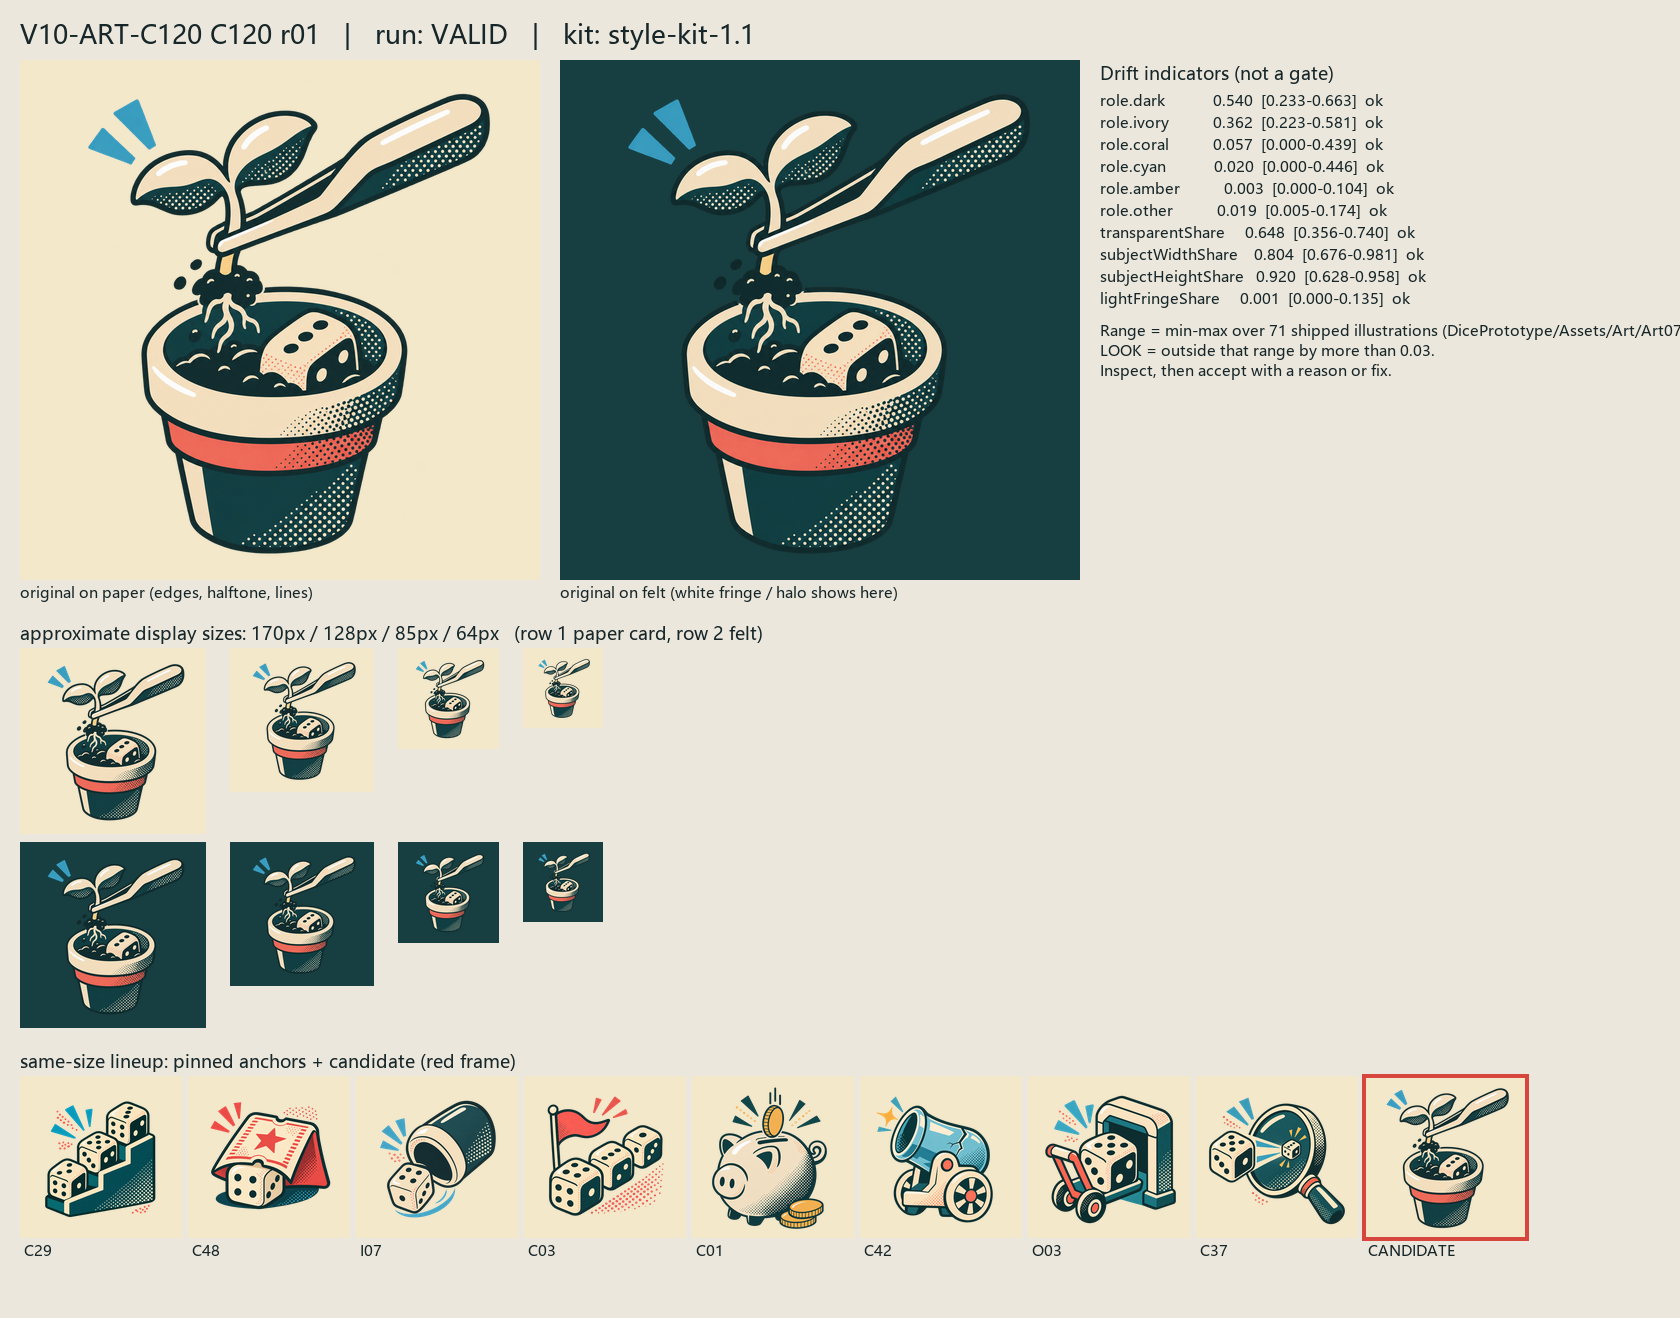 V10-ART-C120 C120 r01 | run: VALID | kit: style-kit-1.1
Drift indicators (not a gate)
role.dark 0.540 [0.233-0.663] ok
role.ivory 0.362 [0.223-0.581] ok
role.coral 0.057 [0.000-0.439] ok
role.cyan 0.020 [0.000-0.446] ok
role.amber 0.003 [0.000-0.104] ok
role.other 0.019 [0.005-0.174] ok
transparentShare 0.648 [0.356-0.740] ok
subjectWidthShare 0.804 [0.676-0.981] ok
subjectHeightShare 0.920 [0.628-0.958] ok
lightFringeShare 0.001 [0.000-0.135] ok
Range = min-max over 71 shipped illustrations (DicePrototype/Assets/Art/Art07
LOOK = outside that range by more than 0.03.
Inspect, then accept with a reason or fix.
original on paper (edges, halftone, lines)
original on felt (white fringe / halo shows here)
approximate display sizes: 170px / 128px / 85px / 64px (row 1 paper card, row 2 felt)
same-size lineup: pinned anchors + candidate (red frame)
C29 C48 I07 C03 C01 C42 O03 C37 CANDIDATE